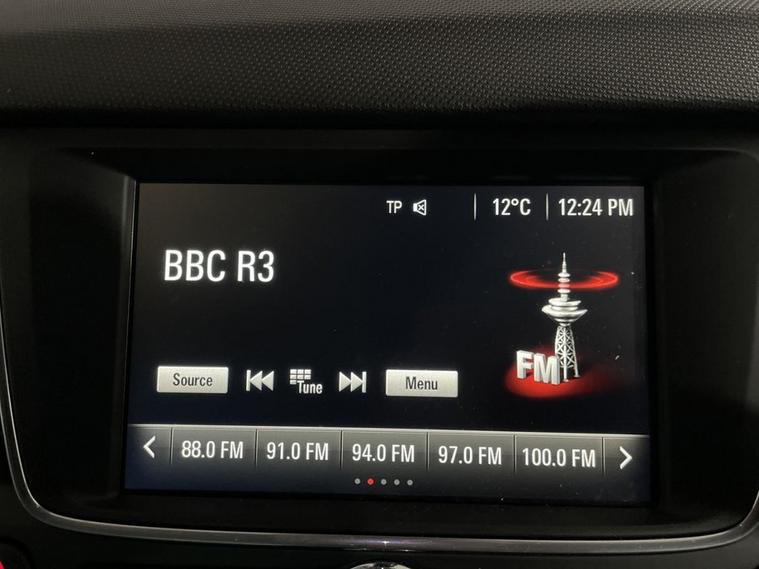 TP 12°C 12:24 PM
BBC R3
FM
Source Tune Menu
88.0 FM 91.0 FM 94.0 FM 97.0 FM 100.0 FM